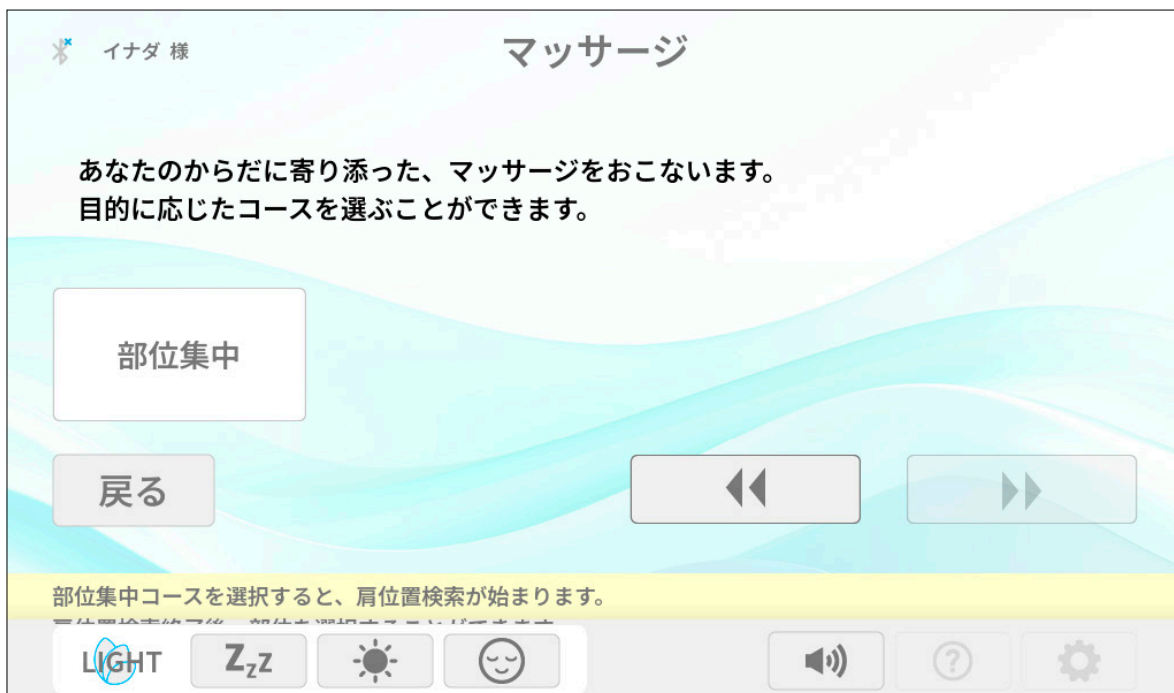 イナダ 様
マッサージ
あなたのからだに寄り添った、マッサージをおこないます。
目的に応じたコースを選ぶことができます。
部位集中
戻る
部位集中コースを選択すると、肩位置検索が始まります。
LIGHT
ZzZ
?